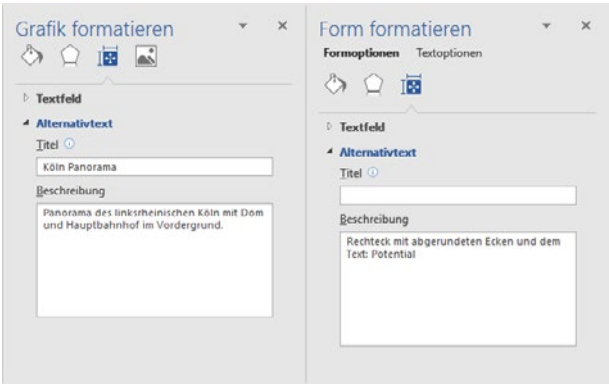 Grafik formatieren
Textfeld
Alternativtext
Titel
Köln Panorama
Beschreibung
Panorama des linksrheinischen Köln mit Dom
und Hauptbahnhof im Vordergrund.
Form formatieren
Formoptionen Textoptionen
Textfeld
Alternativtext
Titel
Beschreibung
Rechteck mit abgerundeten Ecken und dem
Text: Potential